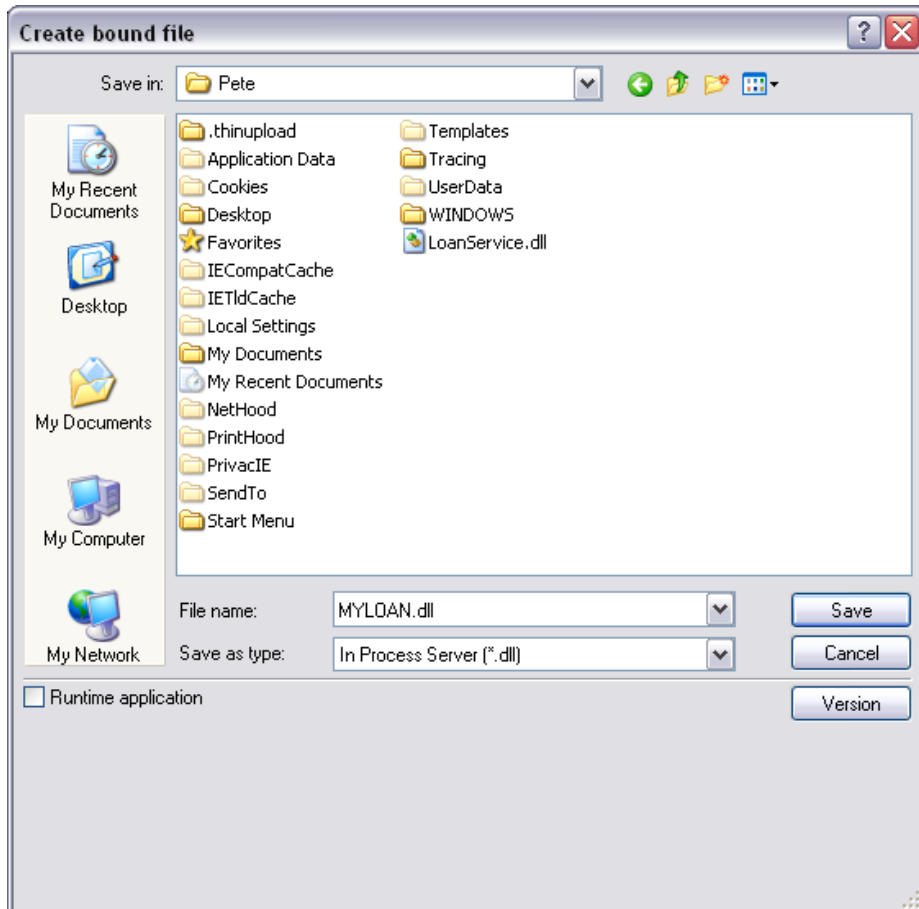 Create bound file
Save in: Pete
My Recent Documents
Desktop
My Documents
My Computer
My Network
.thinupload
Application Data
Cookies
Desktop
Favorites
IECompatCache
IETldCache
Local Settings
My Documents
My Recent Documents
NetHood
PrintHood
PrivacIE
SendTo
Start Menu
Templates
Tracing
UserData
WINDOWS
LoanService.dll
File name: MYLOAN.dll Save
Save as type: In Process Server (*.dll) Cancel
Runtime application Version